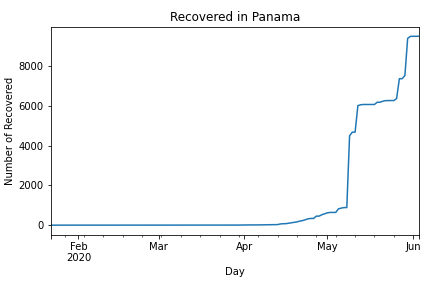 Recovered in Panama
Number of Recovered
8000
6000
4000
2000
0
Feb
2020
Mar
Apr
May
Jun
Day